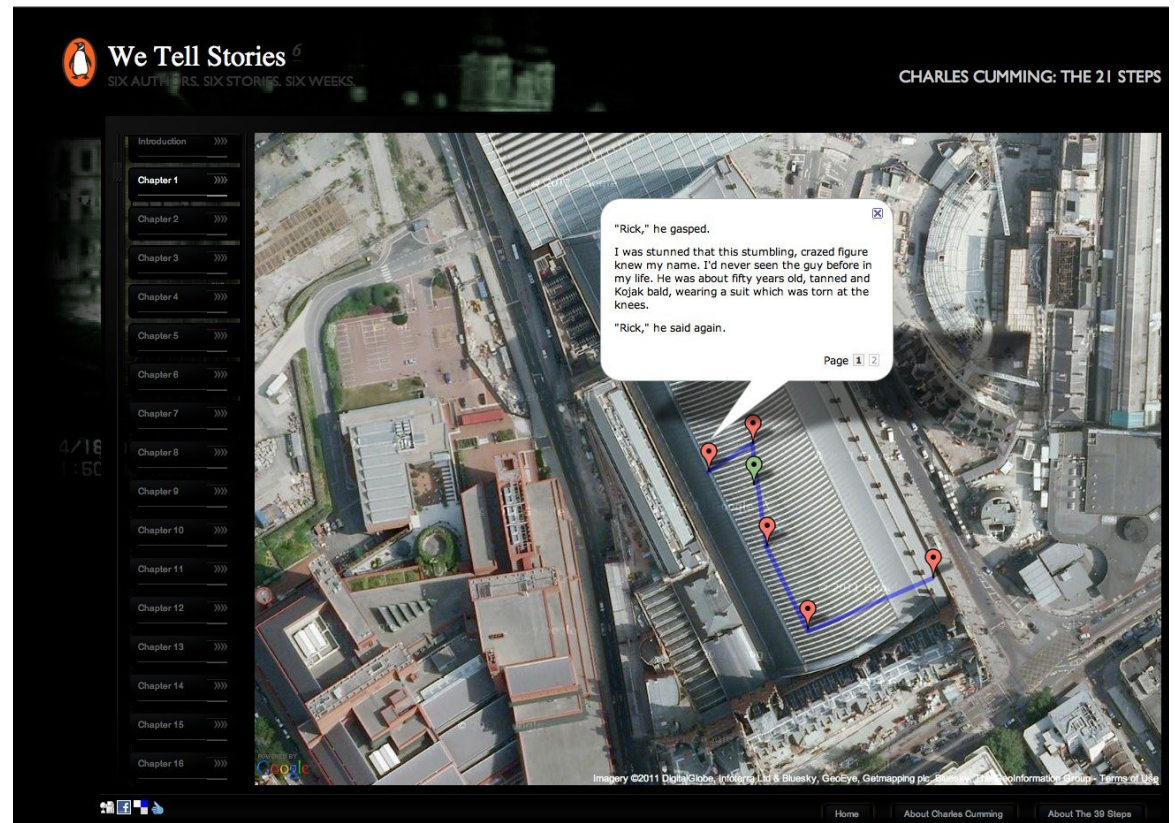 We Tell Stories 6
SIX AUTHORS. SIX STORIES. SIX WEEKS.
CHARLES CUMMING: THE 21 STEPS
Introduction
Chapter 1
Chapter 2
Chapter 3
Chapter 4
Chapter 5
Chapter 6
Chapter 7
Chapter 8
Chapter 9
Chapter 10
Chapter 11
Chapter 12
Chapter 13
Chapter 14
Chapter 15
Chapter 16
"Rick," he gasped.
I was stunned that this stumbling, crazed figure
knew my name. I'd never seen the guy before in
my life. He was about fifty years old, tanned and
Kojak bald, wearing a suit which was torn at the
knees.
"Rick," he said again.
Page 1 2
POWERED BY
Google
Imagery ©2011 DigitalGlobe, Infoterra Ltd & Bluesky, GeoEye, Getmapping plc, Bluesky, The GeoInformation Group - Terms of Use
Home
About Charles Cumming
About The 39 Steps